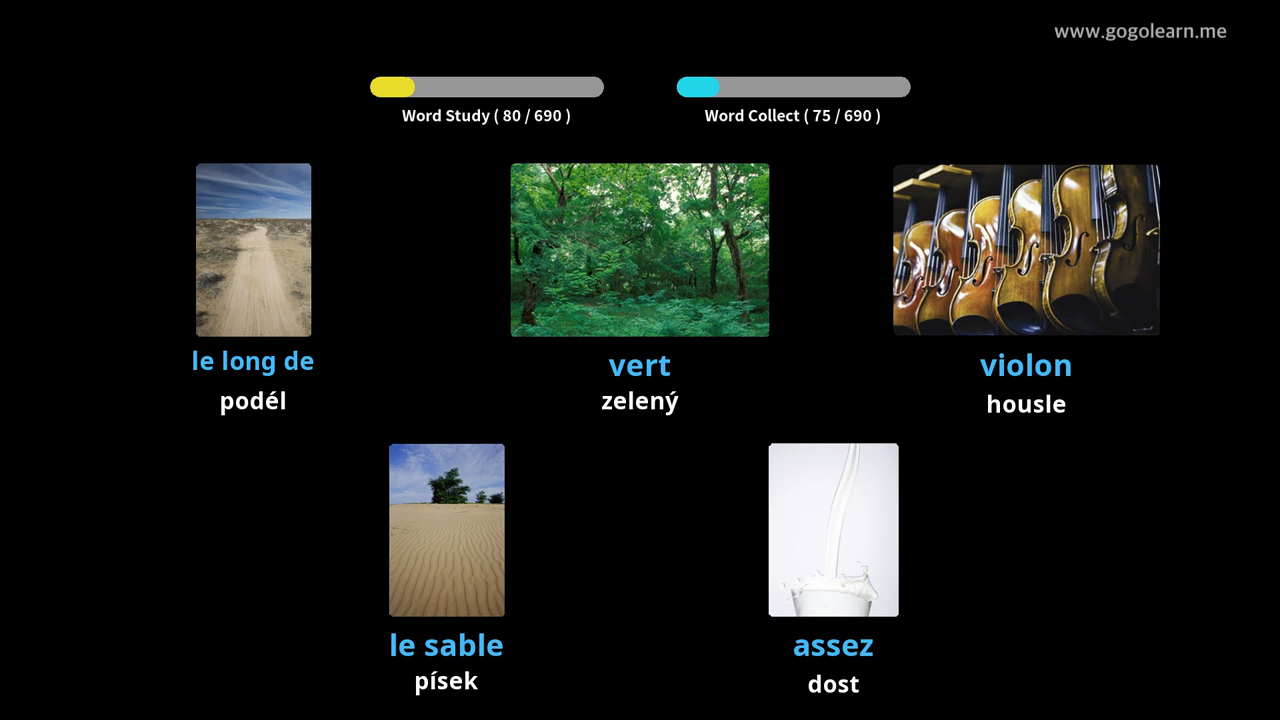 www.gogolearn.me
Word Study ( 80 / 690 )
Word Collect ( 75 / 690 )
le long de
podél
vert
zelený
violon
housle
le sable
písek
assez
dost